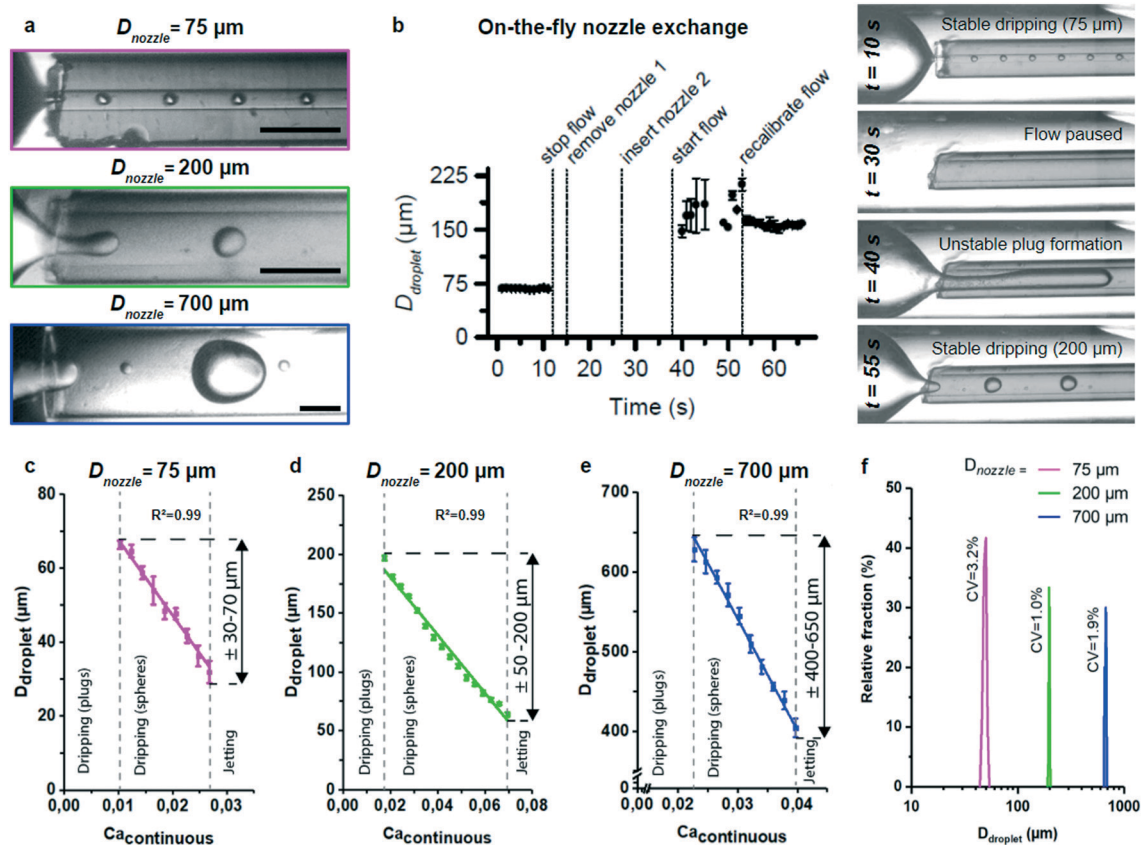 a
D_nozzle = 75 µm
D_nozzle = 200 µm
D_nozzle = 700 µm
b
On-the-fly nozzle exchange
stop flow
remove nozzle 1
insert nozzle 2
start flow
recalibrate flow
D_droplet (µm)
225
150
75
0
0 10 20 30 40 50 60
Time (s)
t = 10 s
Stable dripping (75 µm)
t = 30 s
Flow paused
t = 40 s
Unstable plug formation
t = 55 s
Stable dripping (200 µm)
c
D_nozzle = 75 µm
R²=0.99
D_droplet (µm)
80
60
40
20
0
± 30-70 µm
Dripping (plugs)
Dripping (spheres)
Jetting
0,00 0,01 0,02 0,03
Ca_continuous
d
D_nozzle = 200 µm
R²=0.99
D_droplet (µm)
250
200
150
100
50
0
± 50-200 µm
Dripping (plugs)
Dripping (spheres)
Jetting
0,00 0,02 0,04 0,06 0,08
Ca_continuous
e
D_nozzle = 700 µm
R²=0.99
D_droplet (µm)
700
600
500
400
0
± 400-650 µm
Dripping (plugs)
Dripping (spheres)
Jetting
0,00 0,02 0,03 0,04
Ca_continuous
f
D_nozzle =
75 µm
200 µm
700 µm
Relative fraction (%)
50
40
30
20
10
0
CV=3.2%
CV=1.0%
CV=1.9%
10 100 1000
D_droplet (µm)